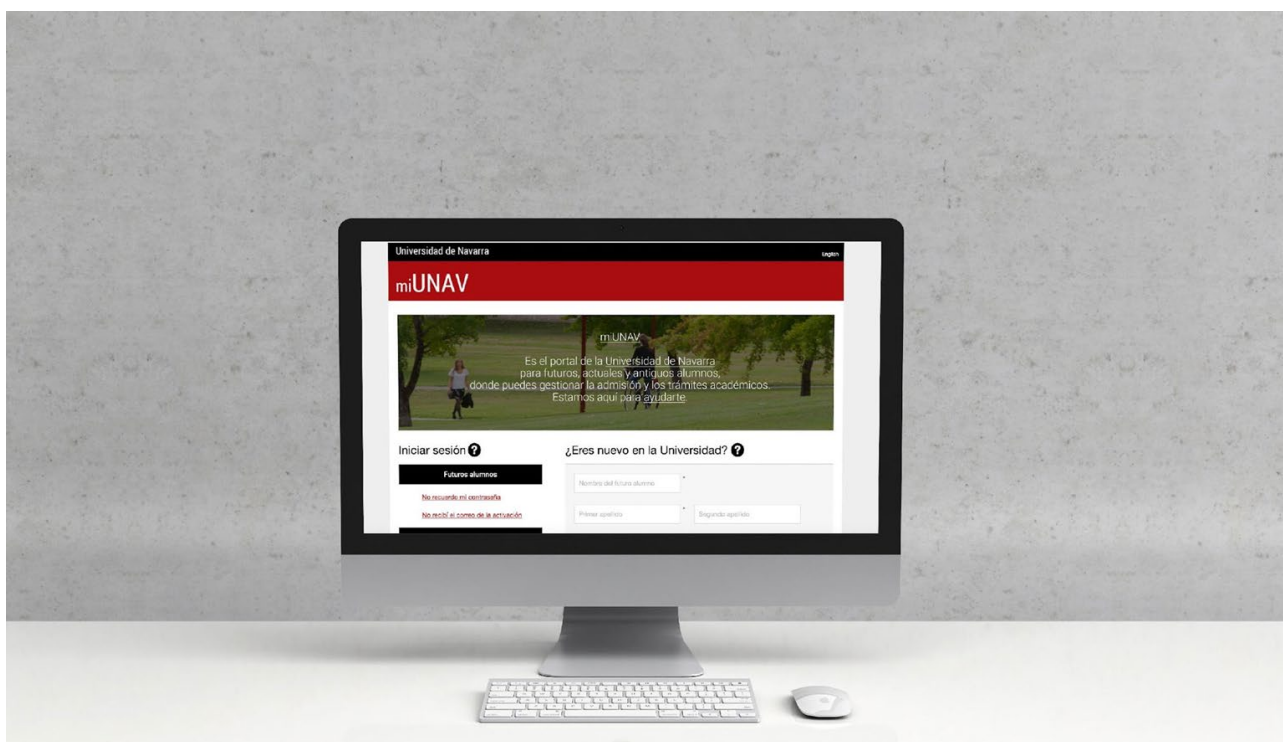 Universidad de Navarra
English
miUNAV
miUNAV
Es el portal de la Universidad de Navarra
para futuros, actuales y antiguos alumnos,
donde puedes gestionar la admisión y los trámites académicos.
Estamos aquí para ayudarte.
Iniciar sesión ?
¿Eres nuevo en la Universidad? ?
Futuros alumnos
Nombre del futuro alumno *
No recuerdo mi contraseña
No recibí el correo de la activación
Primer apellido * Segundo apellido